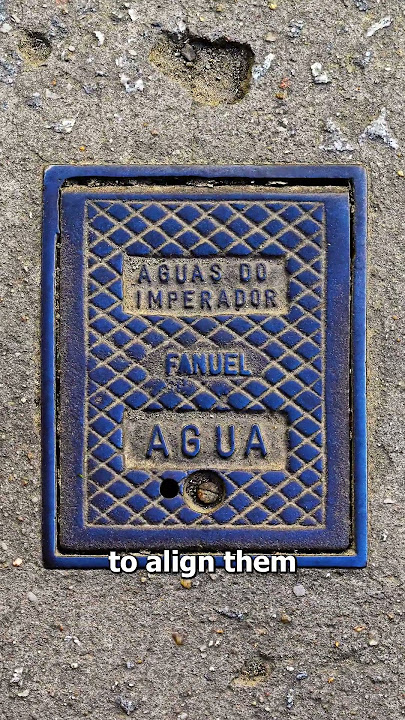 AGUAS DO
IMPERADOR
FANUEL
AGUA
to align them